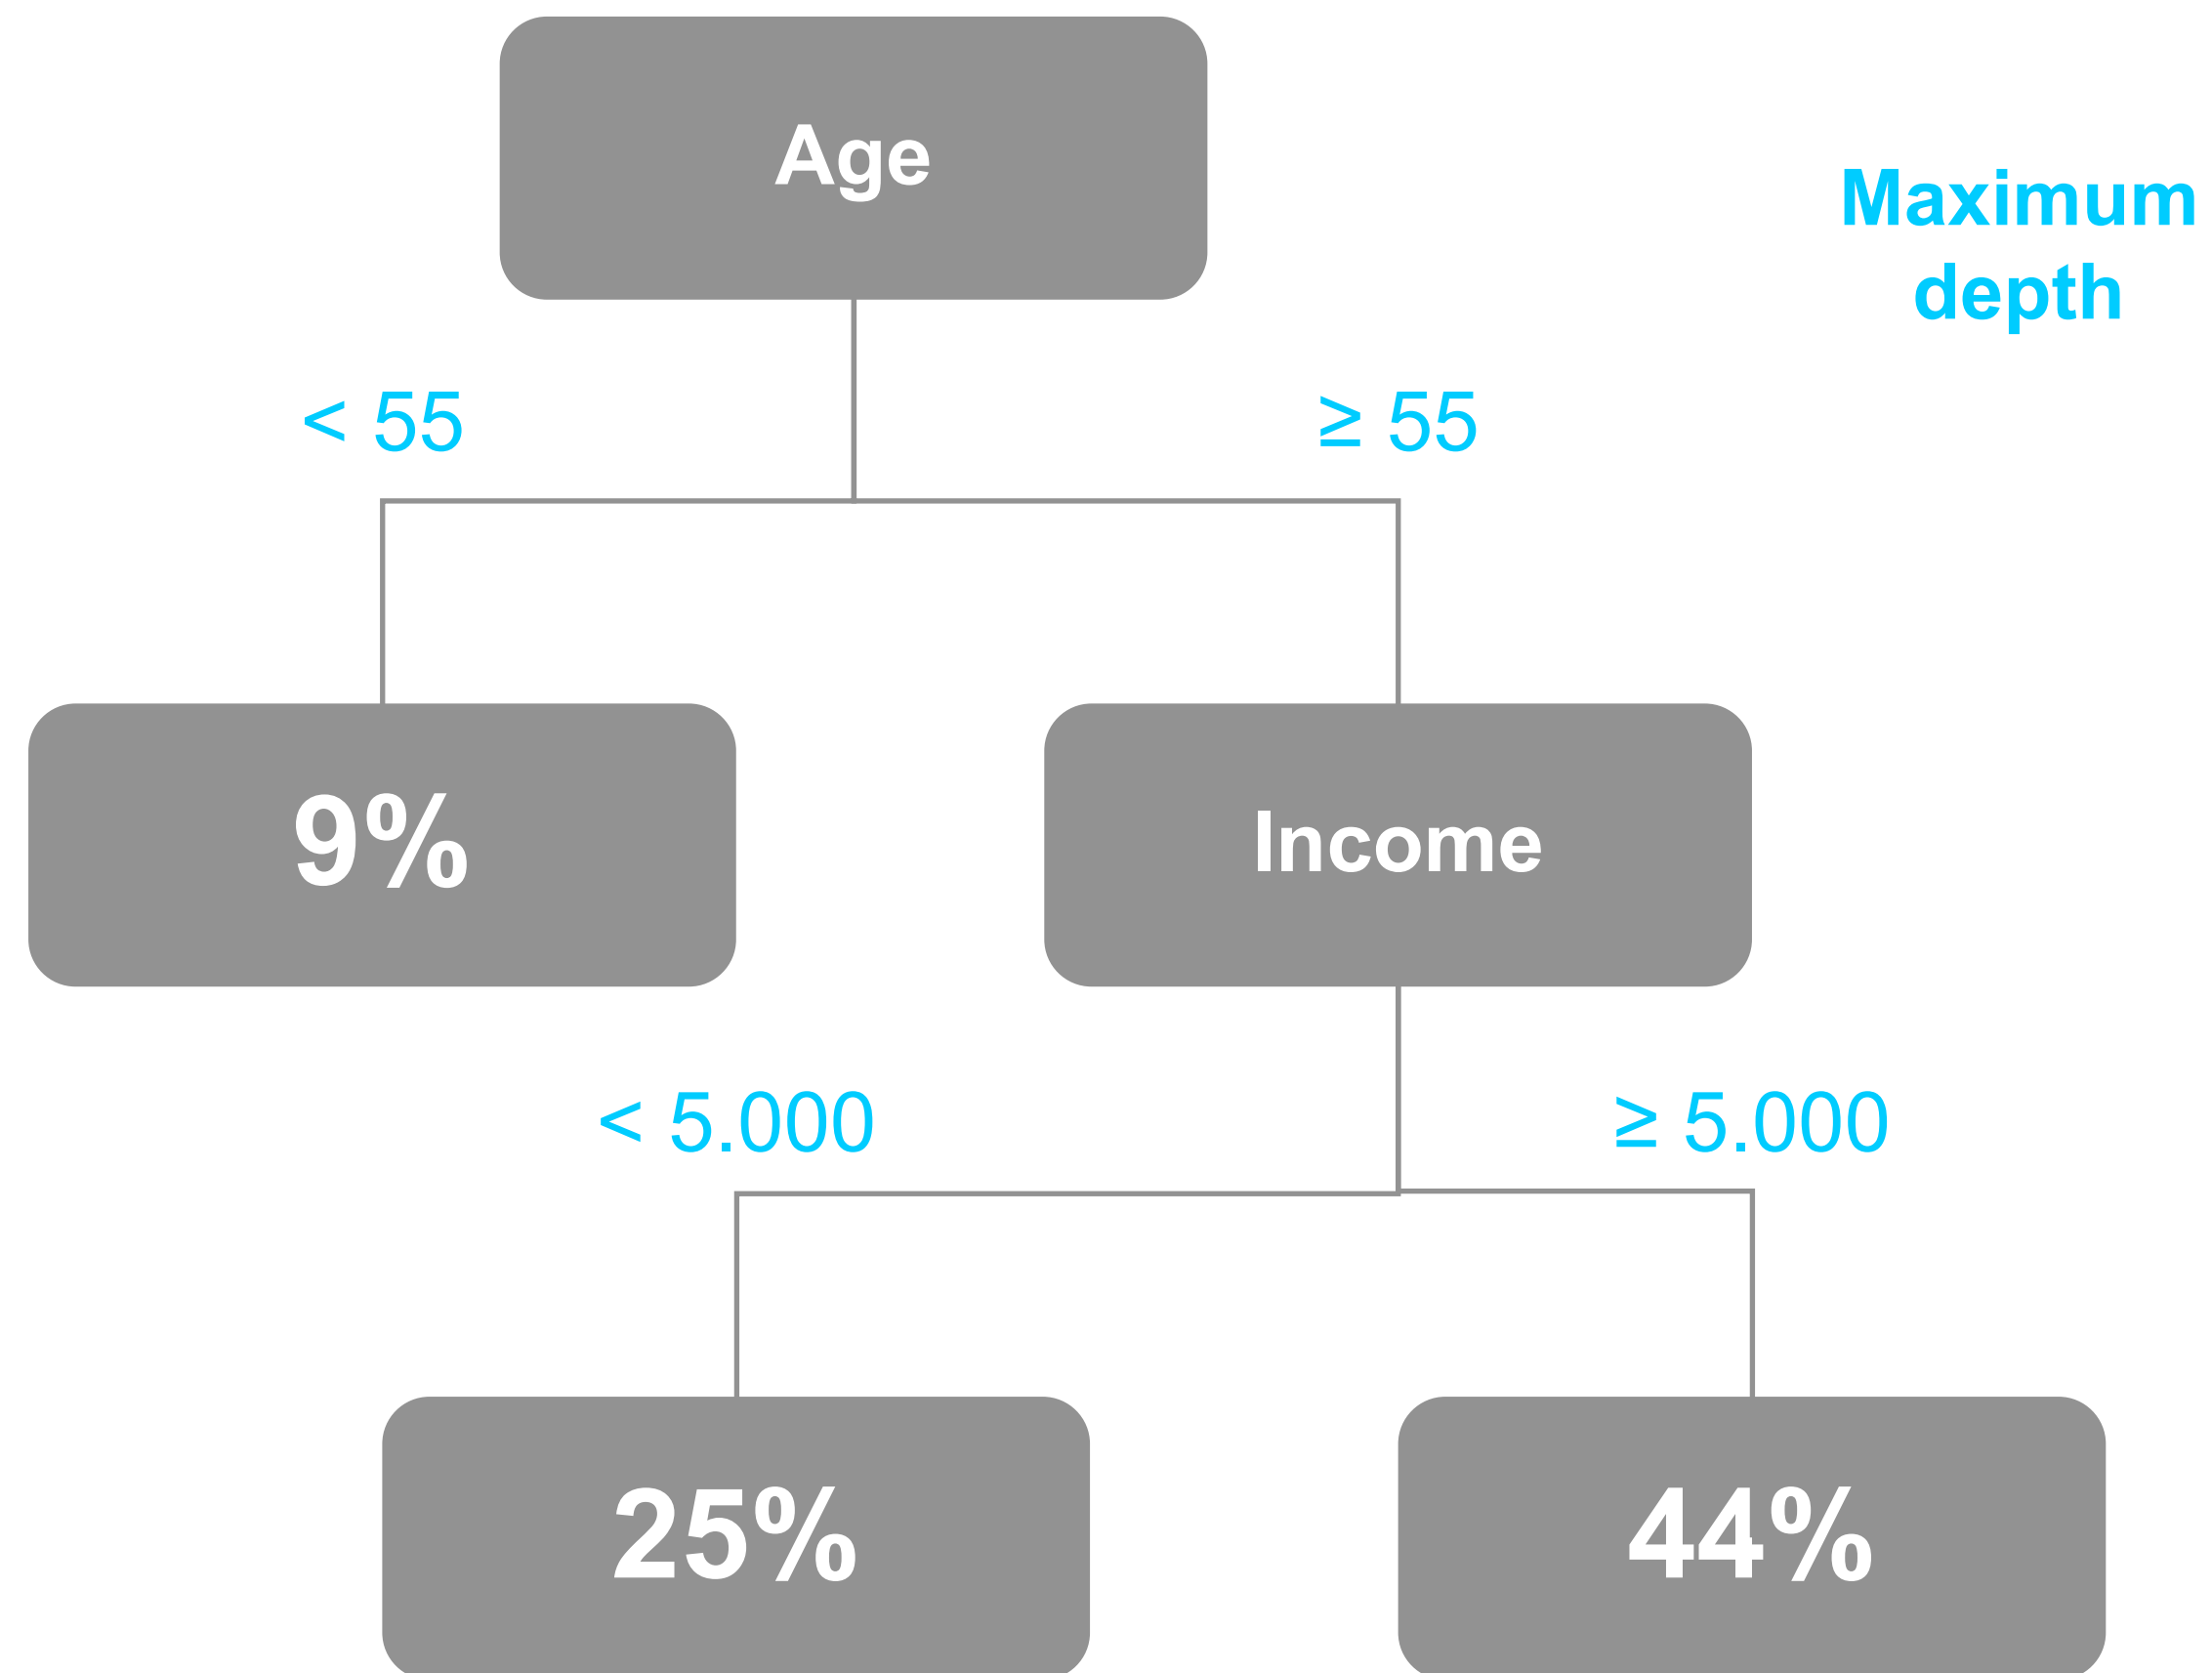 Age
Maximum
depth
< 55
≥ 55
9%
Income
< 5.000
≥ 5.000
25%
44%